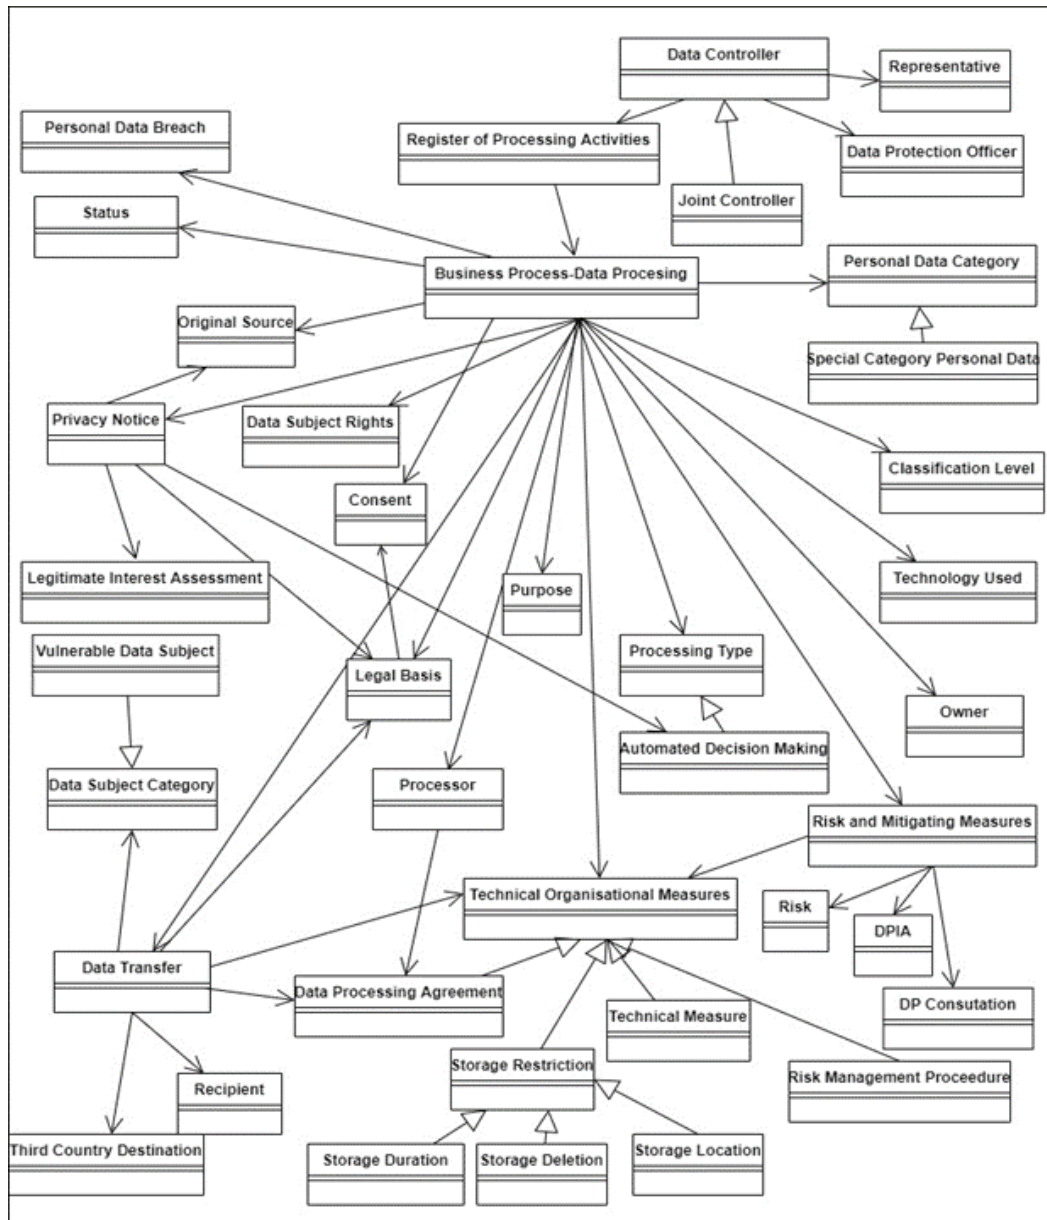 Data Controller
Representative
Personal Data Breach
Register of Processing Activities
Data Protection Officer
Status
Joint Controller
Business Process-Data Procesing
Personal Data Category
Original Source
Special Category Personal Data
Privacy Notice
Data Subject Rights
Classification Level
Consent
Legitimate Interest Assessment
Purpose
Technology Used
Vulnerable Data Subject
Legal Basis
Processing Type
Owner
Automated Decision Making
Data Subject Category
Processor
Risk and Mitigating Measures
Technical Organisational Measures
Risk
DPIA
Data Transfer
Data Processing Agreement
Technical Measure
DP Consutation
Storage Restriction
Recipient
Risk Management Proceedure
Third Country Destination
Storage Duration
Storage Deletion
Storage Location